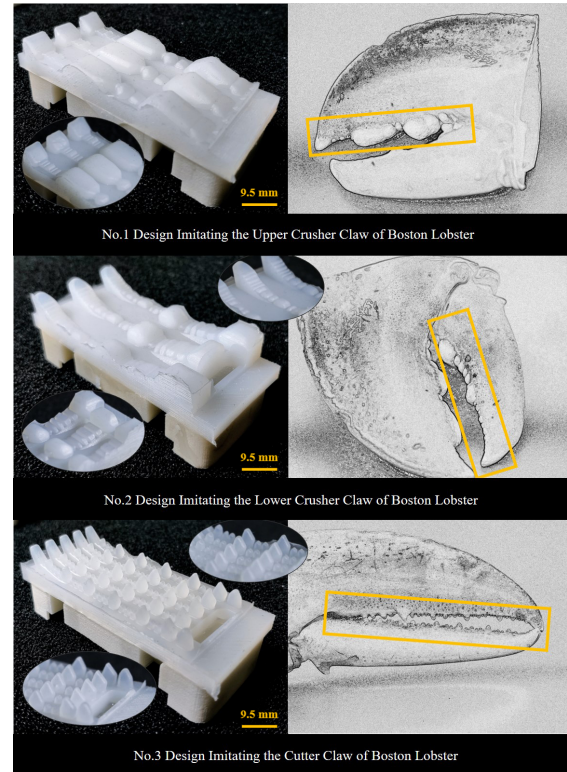 9.5 mm
No.1 Design Imitating the Upper Crusher Claw of Boston Lobster
9.5 mm
No.2 Design Imitating the Lower Crusher Claw of Boston Lobster
9.5 mm
No.3 Design Imitating the Cutter Claw of Boston Lobster